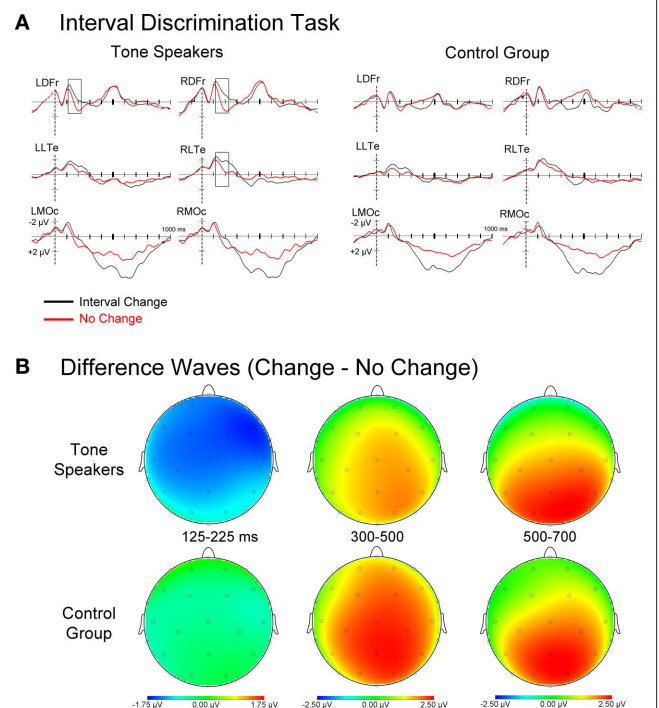 A Interval Discrimination Task
Tone Speakers
Control Group
LDFr
RDFr
LDFr
RDFr
LLTe
RLTe
LLTe
RLTe
LMOc
RMOc
LMOc
RMOc
-2 µV
1000 ms
-2 µV
1000 ms
+2 µV
+2 µV
Interval Change
No Change
B Difference Waves (Change - No Change)
Tone
Speakers
125-225 ms
300-500
500-700
Control
Group
-1.75 µV 0.00 µV 1.75 µV
-2.50 µV 0.00 µV 2.50 µV
-2.50 µV 0.00 µV 2.50 µV